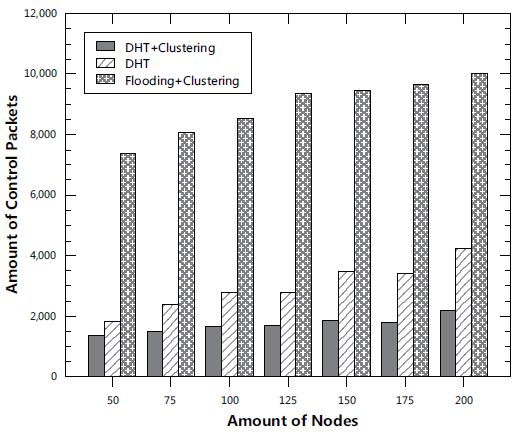 12,000
10,000
8,000
6,000
4,000
2,000
0
Amount of Control Packets
DHT+Clustering
DHT
Flooding+Clustering
50 75 100 125 150 175 200
Amount of Nodes